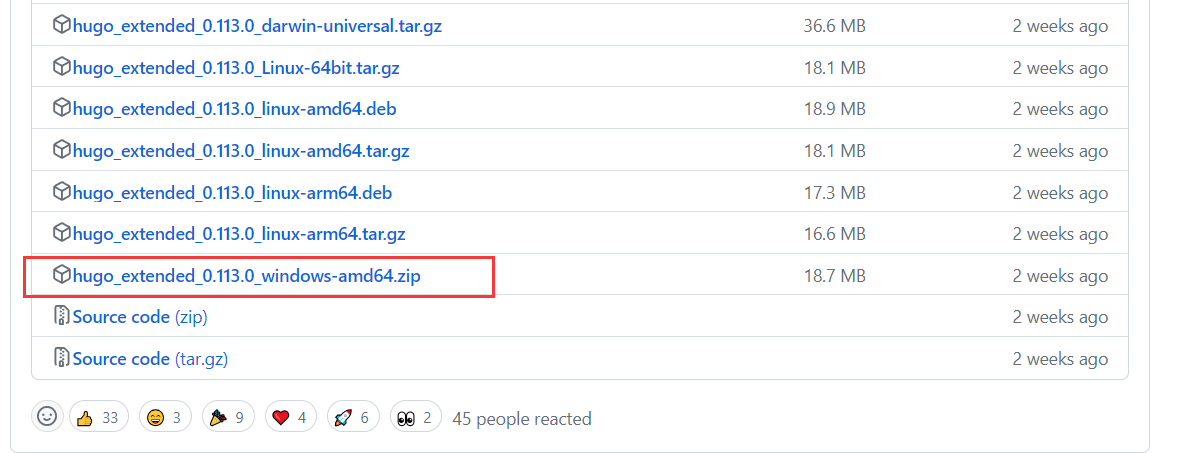 hugo_extended_0.113.0_darwin-universal.tar.gz 36.6 MB 2 weeks ago
hugo_extended_0.113.0_Linux-64bit.tar.gz 18.1 MB 2 weeks ago
hugo_extended_0.113.0_linux-amd64.deb 18.9 MB 2 weeks ago
hugo_extended_0.113.0_linux-amd64.tar.gz 18.1 MB 2 weeks ago
hugo_extended_0.113.0_linux-arm64.deb 17.3 MB 2 weeks ago
hugo_extended_0.113.0_linux-arm64.tar.gz 16.6 MB 2 weeks ago
hugo_extended_0.113.0_windows-amd64.zip 18.7 MB 2 weeks ago
Source code (zip) 2 weeks ago
Source code (tar.gz) 2 weeks ago
33 3 9 4 6 2 45 people reacted